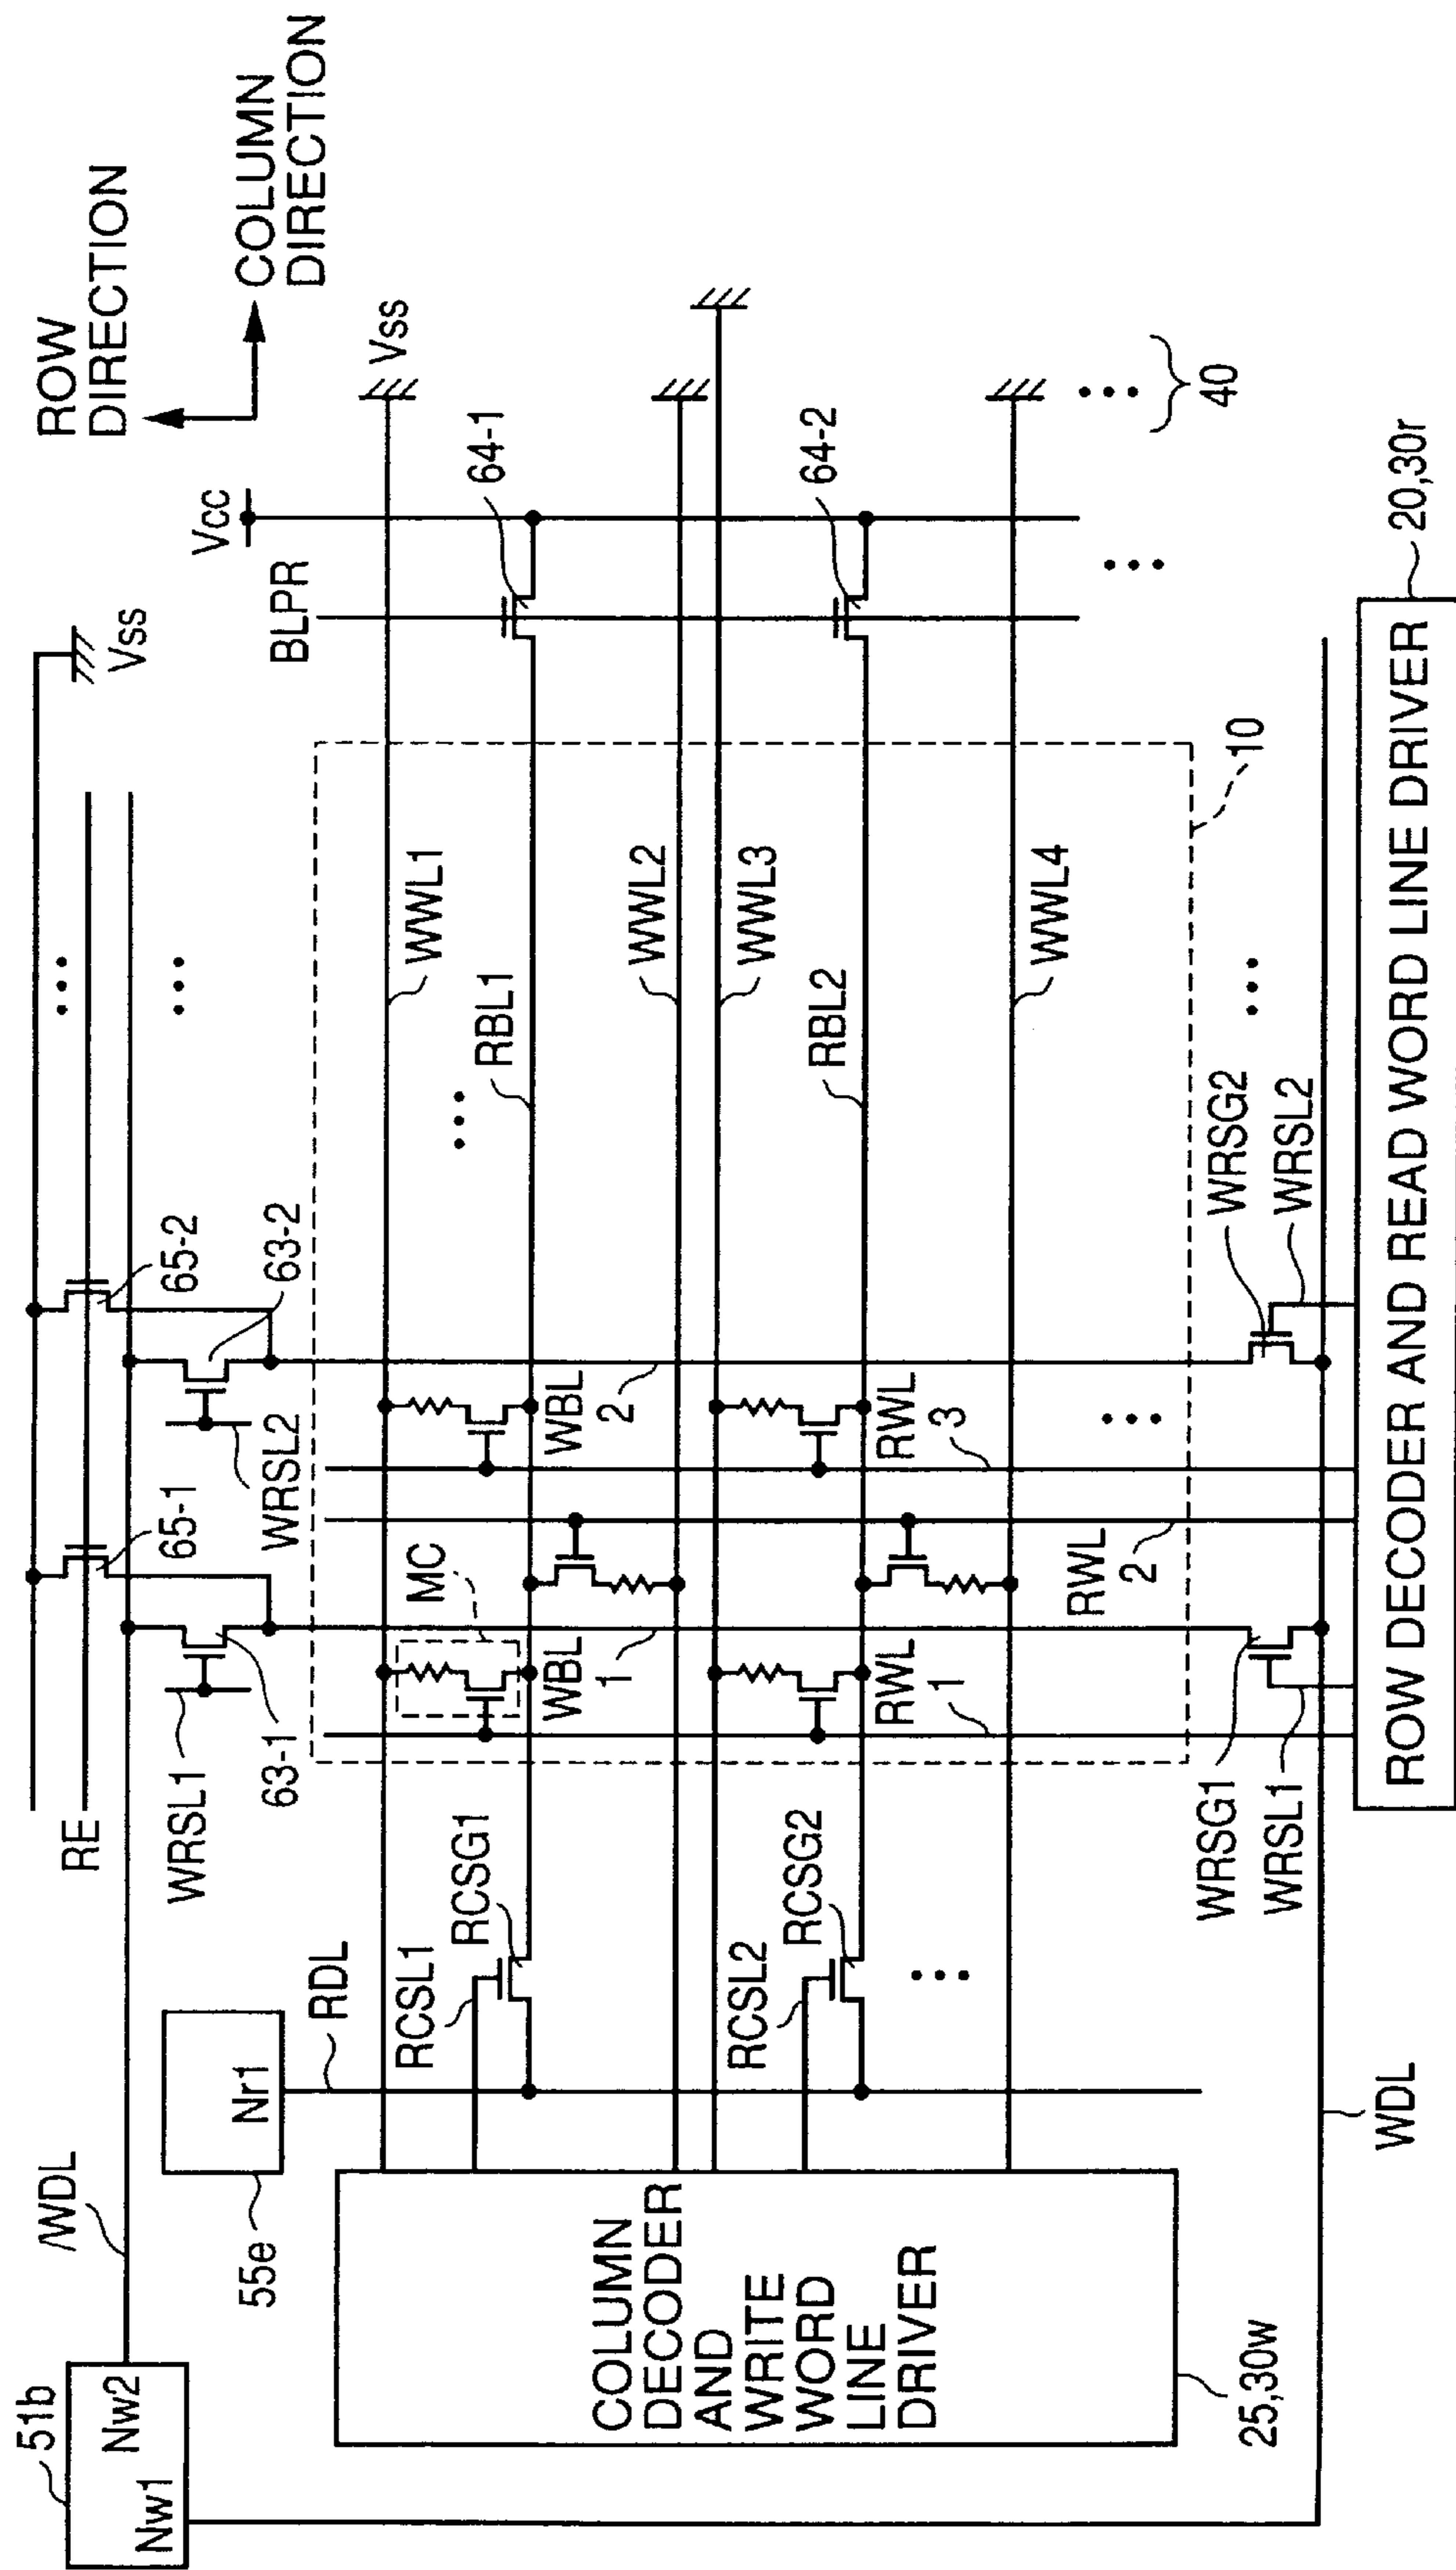 51b
Nw1
Nw2
/WDL
55e
Nr1
RDL
RE
WRSL1
63-1
65-1
WRSL2
63-2
65-2
Vss
ROW
DIRECTION
COLUMN
DIRECTION
Vcc
BLPR
Vss
COLUMN
DECODER
AND
WRITE
WORD
LINE
DRIVER
25,30w
RCSL1
RCSG1
MC
WWL1
RBL1
64-1
WBL
1
WBL
2
WWL2
WWL3
RCSL2
RCSG2
RBL2
64-2
RWL
1
RWL
2
RWL
3
WWL4
10
40
WDL
WRSG1
WRSL1
WRSG2
WRSL2
ROW DECODER AND READ WORD LINE DRIVER
20,30r